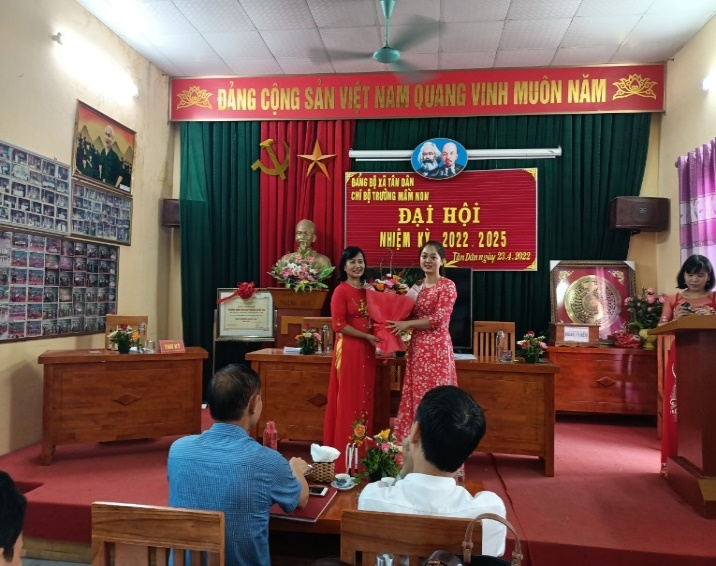 ĐẢNG CỘNG SẢN VIỆT NAM QUANG VINH MUÔN NĂM
ĐẢNG BỘ XÃ TÂN DÂN
CHI BỘ TRƯỜNG MẦM NON
ĐẠI HỘI
NHIỆM KỲ 2022-2025
Tân Dân ngày 23.4.2022
THƯ KÝ